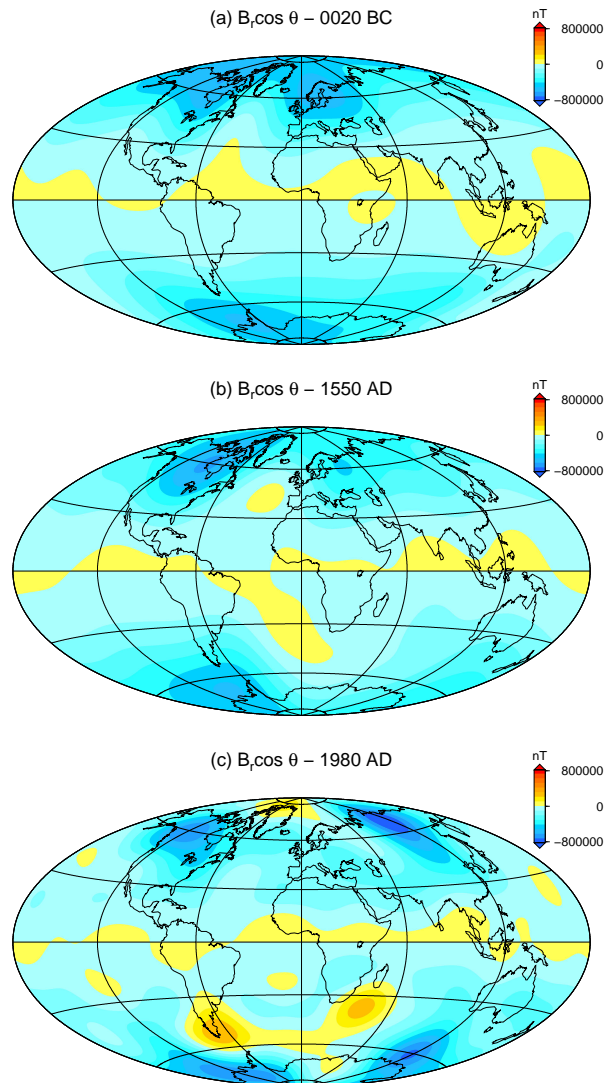 (a) Brcos θ – 0020 BC
nT
800000
0
−800000
(b) Brcos θ – 1550 AD
nT
800000
0
−800000
(c) Brcos θ – 1980 AD
nT
800000
0
−800000